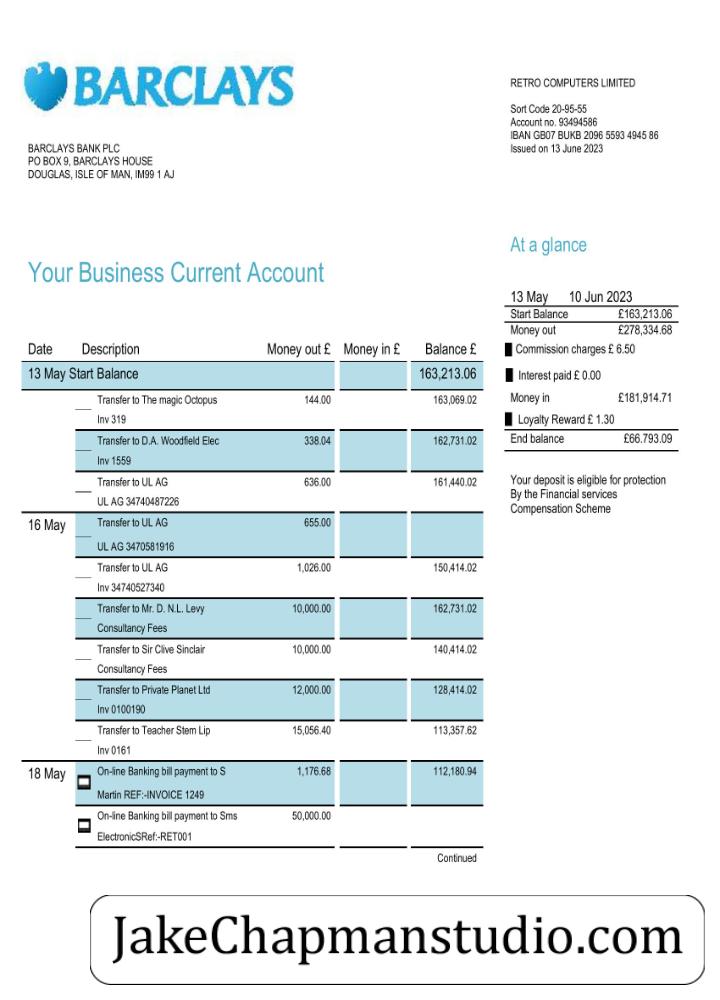 BARCLAYS
RETRO COMPUTERS LIMITED
Sort Code 20-95-55
Account no. 93494586
IBAN GB07 BUKB 2096 5593 4945 86
Issued on 13 June 2023
BARCLAYS BANK PLC
PO BOX 9, BARCLAYS HOUSE
DOUGLAS, ISLE OF MAN, IM99 1 AJ
At a glance
Your Business Current Account
13 May 10 Jun 2023
Start Balance £163,213.06
Money out £278,334.68
Commission charges £ 6.50
Interest paid £ 0.00
Money in £181,914.71
Loyalty Reward £ 1.30
End balance £66.793.09
Your deposit is eligible for protection
By the Financial services
Compensation Scheme
Date Description Money out £ Money in £ Balance £
13 May Start Balance 163,213.06
Transfer to The magic Octopus 144.00 163,069.02
Inv 319
Transfer to D.A. Woodfield Elec 338.04 162,731.02
Inv 1559
Transfer to UL AG 636.00 161,440.02
UL AG 34740487226
16 May Transfer to UL AG 655.00
UL AG 3470581916
Transfer to UL AG 1,026.00 150,414.02
Inv 34740527340
Transfer to Mr. D. N.L. Levy 10,000.00 162,731.02
Consultancy Fees
Transfer to Sir Clive Sinclair 10,000.00 140,414.02
Consultancy Fees
Transfer to Private Planet Ltd 12,000.00 128,414.02
Inv 0100190
Transfer to Teacher Stem Lip 15,056.40 113,357.62
Inv 0161
18 May On-line Banking bill payment to S 1,176.68 112,180.94
Martin REF:-INVOICE 1249
On-line Banking bill payment to Sms 50,000.00
ElectronicSRef:-RET001
Continued
JakeChapmanstudio.com